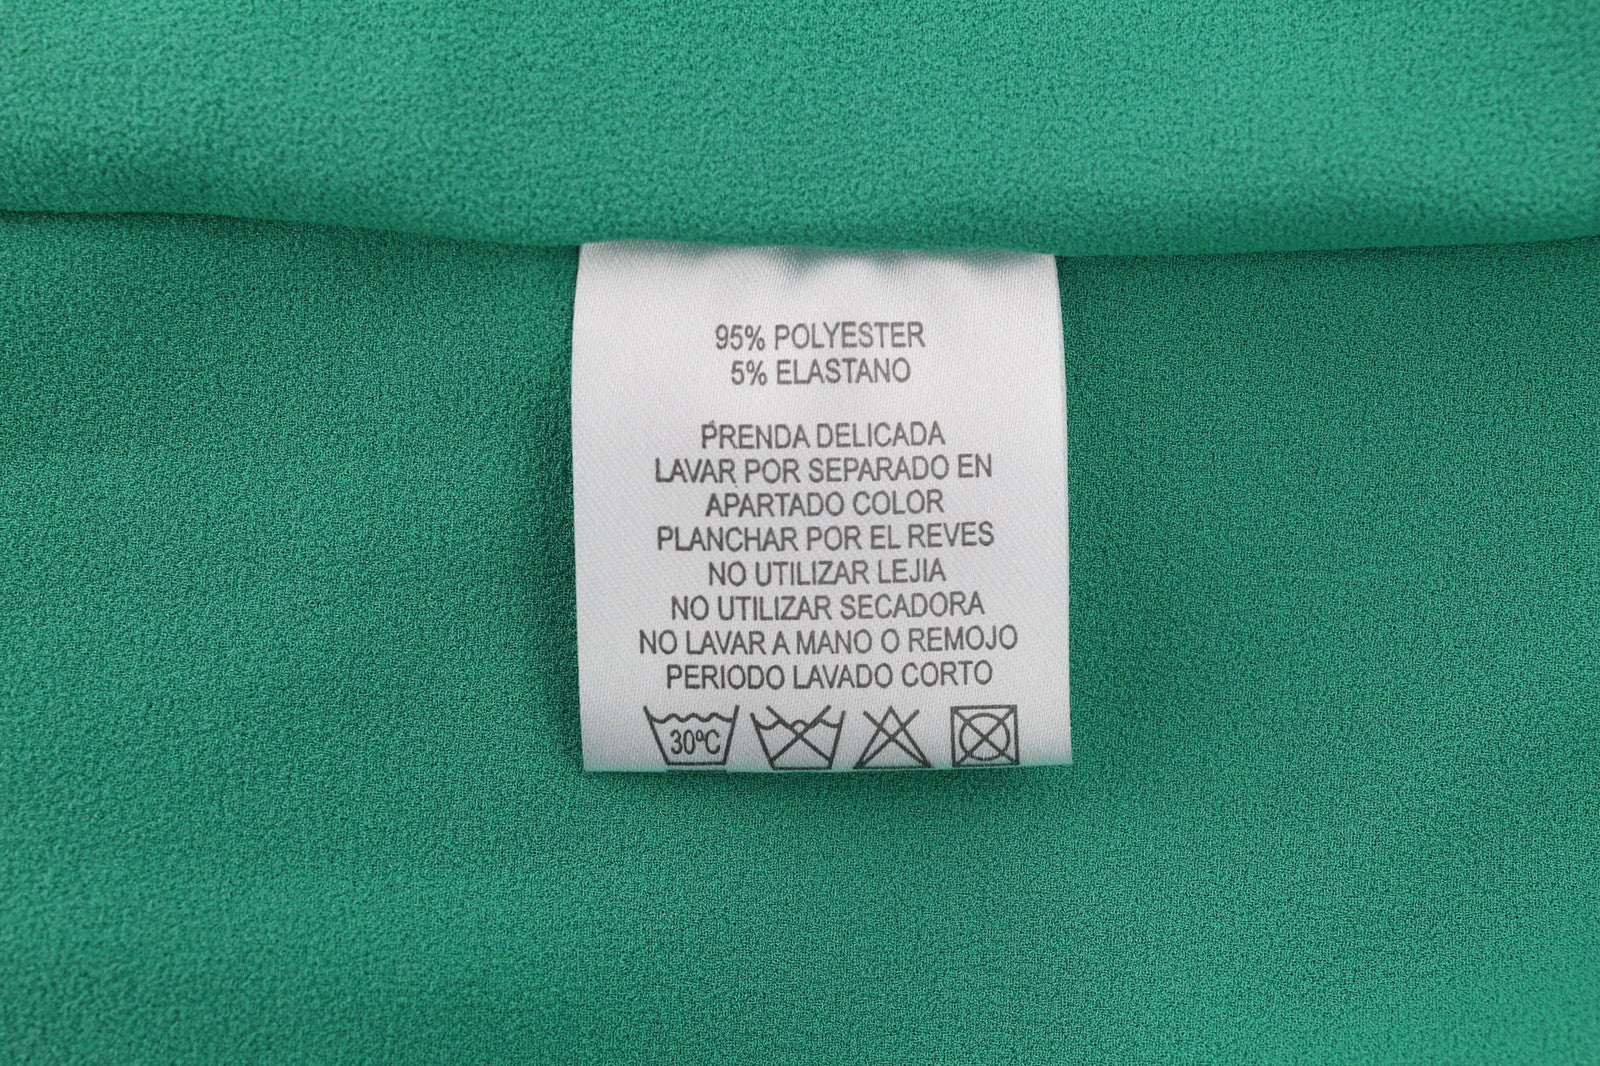 95% POLYESTER
5% ELASTANO
PRENDA DELICADA
LAVAR POR SEPARADO EN
APARTADO COLOR
PLANCHAR POR EL REVES
NO UTILIZAR LEJIA
NO UTILIZAR SECADORA
NO LAVAR A MANO O REMOJO
PERIODO LAVADO CORTO
30ºC